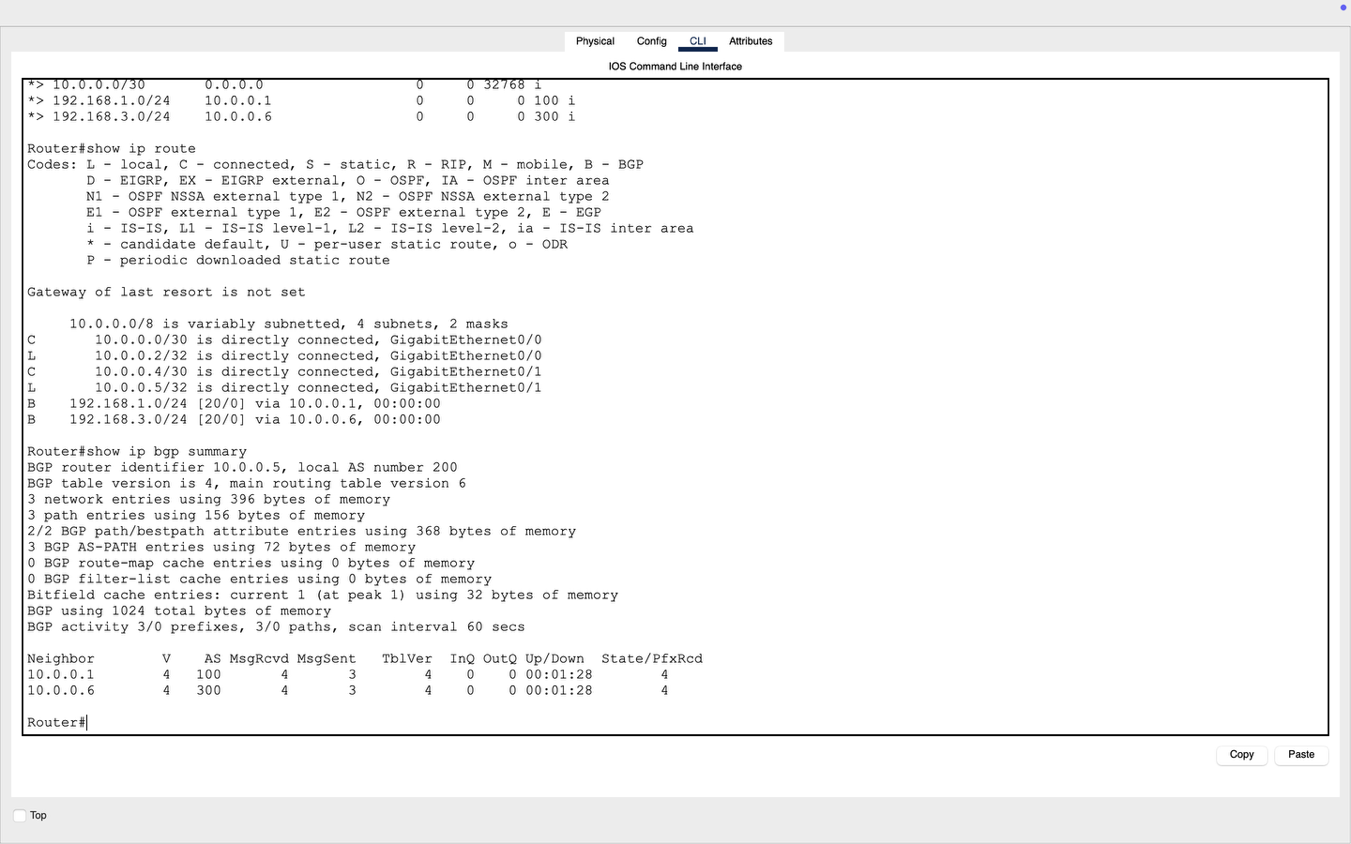 Physical Config CLI Attributes
IOS Command Line Interface
*> 10.0.0.0/30       0.0.0.0                  0     0 32768 i
*> 192.168.1.0/24    10.0.0.1                 0     0     0 100 i
*> 192.168.3.0/24    10.0.0.6                 0     0     0 300 i
Router#show ip route
Codes: L - local, C - connected, S - static, R - RIP, M - mobile, B - BGP
       D - EIGRP, EX - EIGRP external, O - OSPF, IA - OSPF inter area
       N1 - OSPF NSSA external type 1, N2 - OSPF NSSA external type 2
       E1 - OSPF external type 1, E2 - OSPF external type 2, E - EGP
       i - IS-IS, L1 - IS-IS level-1, L2 - IS-IS level-2, ia - IS-IS inter area
       * - candidate default, U - per-user static route, o - ODR
       P - periodic downloaded static route
Gateway of last resort is not set
     10.0.0.0/8 is variably subnetted, 4 subnets, 2 masks
C       10.0.0.0/30 is directly connected, GigabitEthernet0/0
L       10.0.0.2/32 is directly connected, GigabitEthernet0/0
C       10.0.0.4/30 is directly connected, GigabitEthernet0/1
L       10.0.0.5/32 is directly connected, GigabitEthernet0/1
B    192.168.1.0/24 [20/0] via 10.0.0.1, 00:00:00
B    192.168.3.0/24 [20/0] via 10.0.0.6, 00:00:00
Router#show ip bgp summary
BGP router identifier 10.0.0.5, local AS number 200
BGP table version is 4, main routing table version 6
3 network entries using 396 bytes of memory
3 path entries using 156 bytes of memory
2/2 BGP path/bestpath attribute entries using 368 bytes of memory
3 BGP AS-PATH entries using 72 bytes of memory
0 BGP route-map cache entries using 0 bytes of memory
0 BGP filter-list cache entries using 0 bytes of memory
Bitfield cache entries: current 1 (at peak 1) using 32 bytes of memory
BGP using 1024 total bytes of memory
BGP activity 3/0 prefixes, 3/0 paths, scan interval 60 secs
Neighbor        V    AS MsgRcvd MsgSent   TblVer  InQ OutQ Up/Down  State/PfxRcd
10.0.0.1        4   100       4       3        4    0    0 00:01:28        4
10.0.0.6        4   300       4       3        4    0    0 00:01:28        4
Router#
Copy Paste
Top